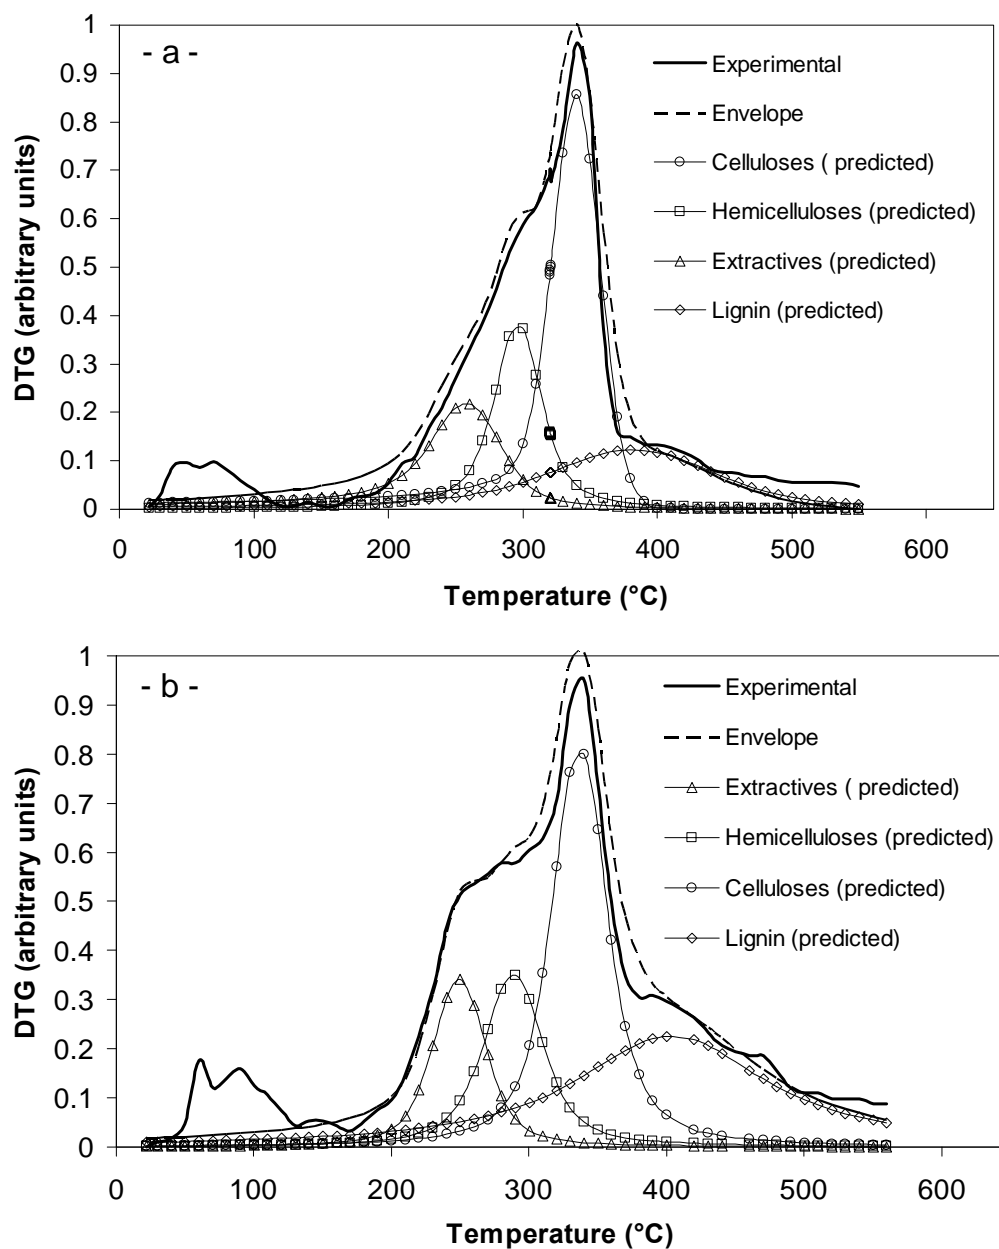 - a -
1
0.9
0.8
0.7
0.6
0.5
0.4
0.3
0.2
0.1
0
DTG (arbitrary units)
Experimental
Envelope
Celluloses ( predicted)
Hemicelluloses (predicted)
Extractives (predicted)
Lignin (predicted)
0 100 200 300 400 500 600
Temperature (°C)
- b -
1
0.9
0.8
0.7
0.6
0.5
0.4
0.3
0.2
0.1
0
DTG (arbitrary units)
Experimental
Envelope
Extractives ( predicted)
Hemicelluloses (predicted)
Celluloses (predicted)
Lignin (predicted)
0 100 200 300 400 500 600
Temperature (°C)